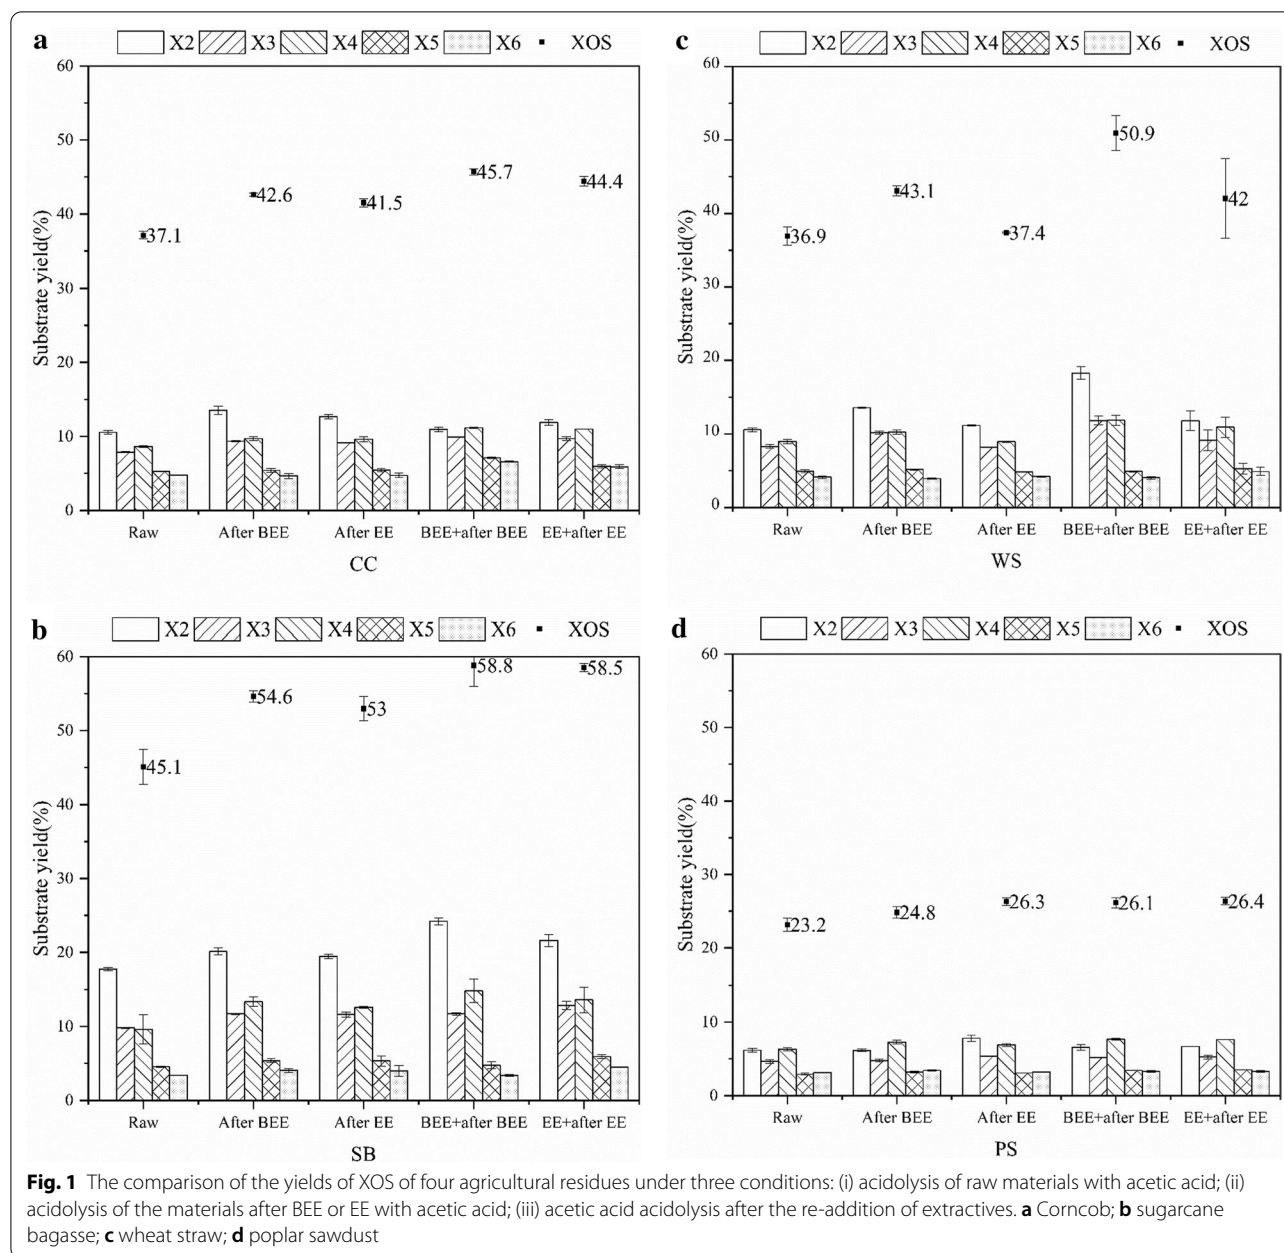 a
X2 X3 X4 X5 X6 XOS
60
50
40
30
20
10
0
Substrate yield(%)
37.1
42.6
41.5
45.7
44.4
Raw After BEE After EE BEE+after BEE EE+after EE
CC
c
X2 X3 X4 X5 X6 XOS
60
50
40
30
20
10
0
Substrate yield(%)
36.9
43.1
37.4
50.9
42
Raw After BEE After EE BEE+after BEE EE+after EE
WS
b
X2 X3 X4 X5 X6 XOS
60
50
40
30
20
10
0
Substrate yield(%)
45.1
54.6
53
58.8
58.5
Raw After BEE After EE BEE+after BEE EE+after EE
SB
d
X2 X3 X4 X5 X6 XOS
60
50
40
30
20
10
0
Substrate yield(%)
23.2
24.8
26.3
26.1
26.4
Raw After BEE After EE BEE+after BEE EE+after EE
PS
Fig. 1 The comparison of the yields of XOS of four agricultural residues under three conditions: (i) acidolysis of raw materials with acetic acid; (ii)
acidolysis of the materials after BEE or EE with acetic acid; (iii) acetic acid acidolysis after the re-addition of extractives. a Corncob; b sugarcane
bagasse; c wheat straw; d poplar sawdust